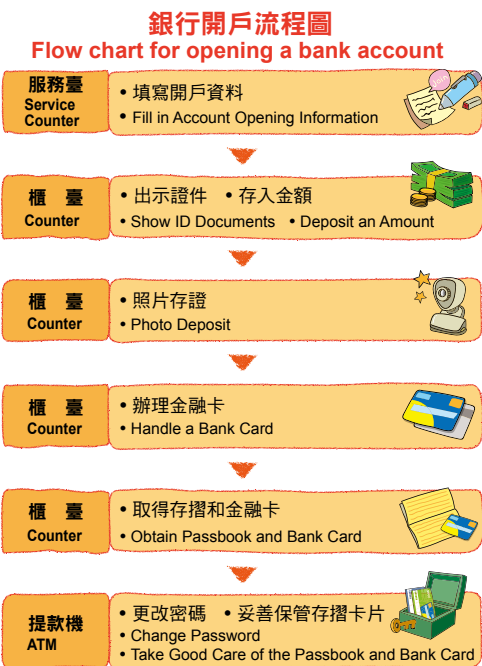 銀行開戶流程圖
Flow chart for opening a bank account
服務臺
Service
Counter
• 填寫開戶資料
• Fill in Account Opening Information
Join
櫃 臺
Counter
• 出示證件 • 存入金額
• Show ID Documents • Deposit an Amount
櫃 臺
Counter
• 照片存證
• Photo Deposit
櫃 臺
Counter
• 辦理金融卡
• Handle a Bank Card
櫃 臺
Counter
• 取得存摺和金融卡
• Obtain Passbook and Bank Card
提款機
ATM
• 更改密碼 • 妥善保管存摺卡片
• Change Password
• Take Good Care of the Passbook and Bank Card